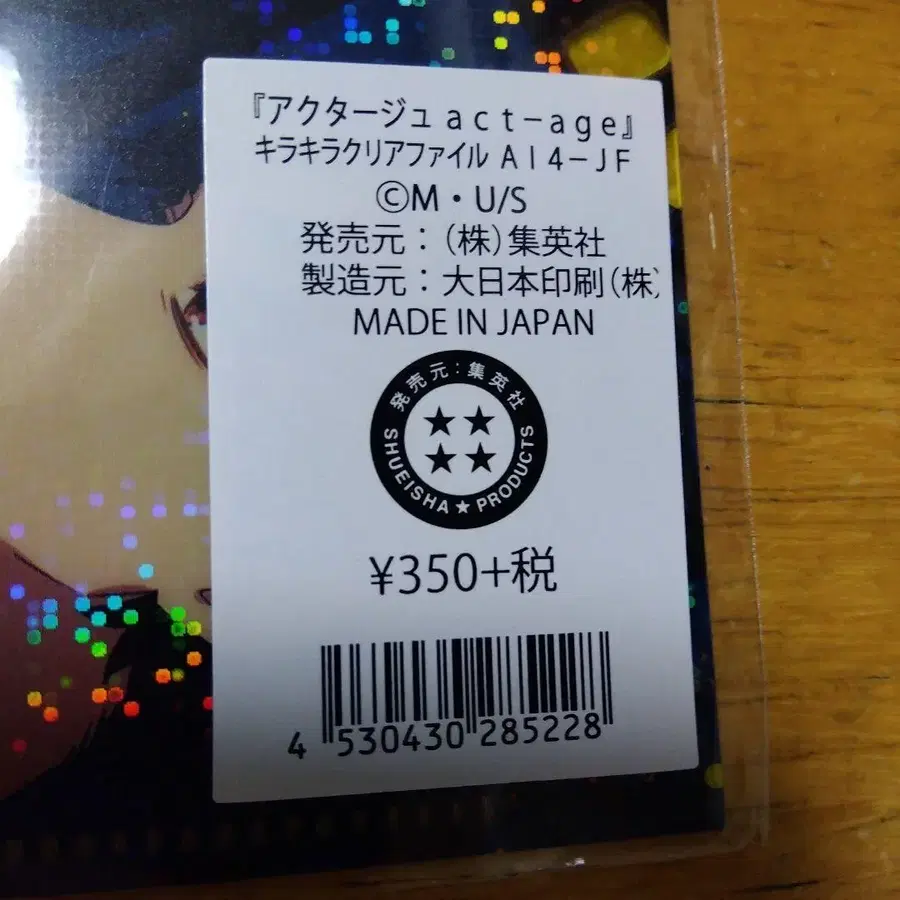 『アクタージュ act-age』
キラキラクリアファイル AI4-JF
©M・U/S
発売元：(株)集英社
製造元：大日本印刷(株)
MADE IN JAPAN
発売元：集英社
SHUEISHA★PRODUCTS
¥350+税
4 530430 285228